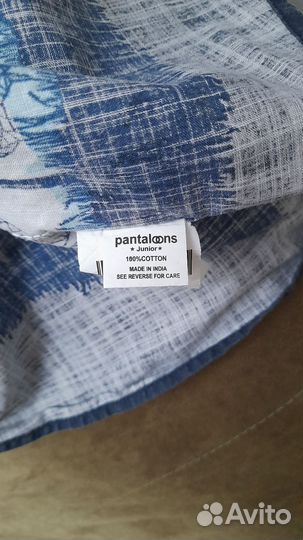 pantaloons
★ Junior ★
100%COTTON
MADE IN INDIA
SEE REVERSE FOR CARE
Avito